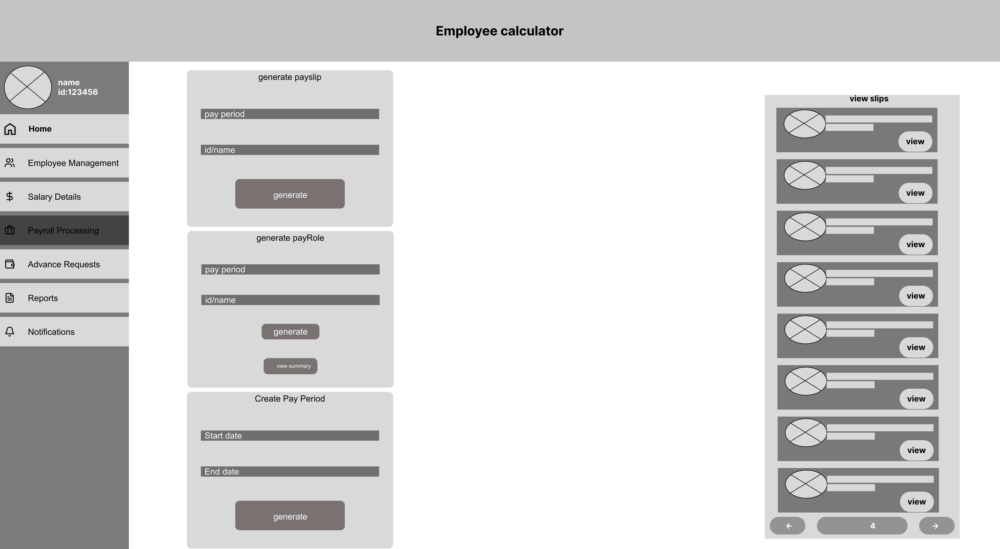 Employee calculator
name
id:123456
Home
Employee Management
Salary Details
Payroll Processing
Advance Requests
Reports
Notifications
generate payslip
pay period
id/name
generate
generate payRole
pay period
id/name
generate
view summary
Create Pay Period
Start date
End date
generate
view slips
view
view
view
view
view
view
view
view
← 4 →